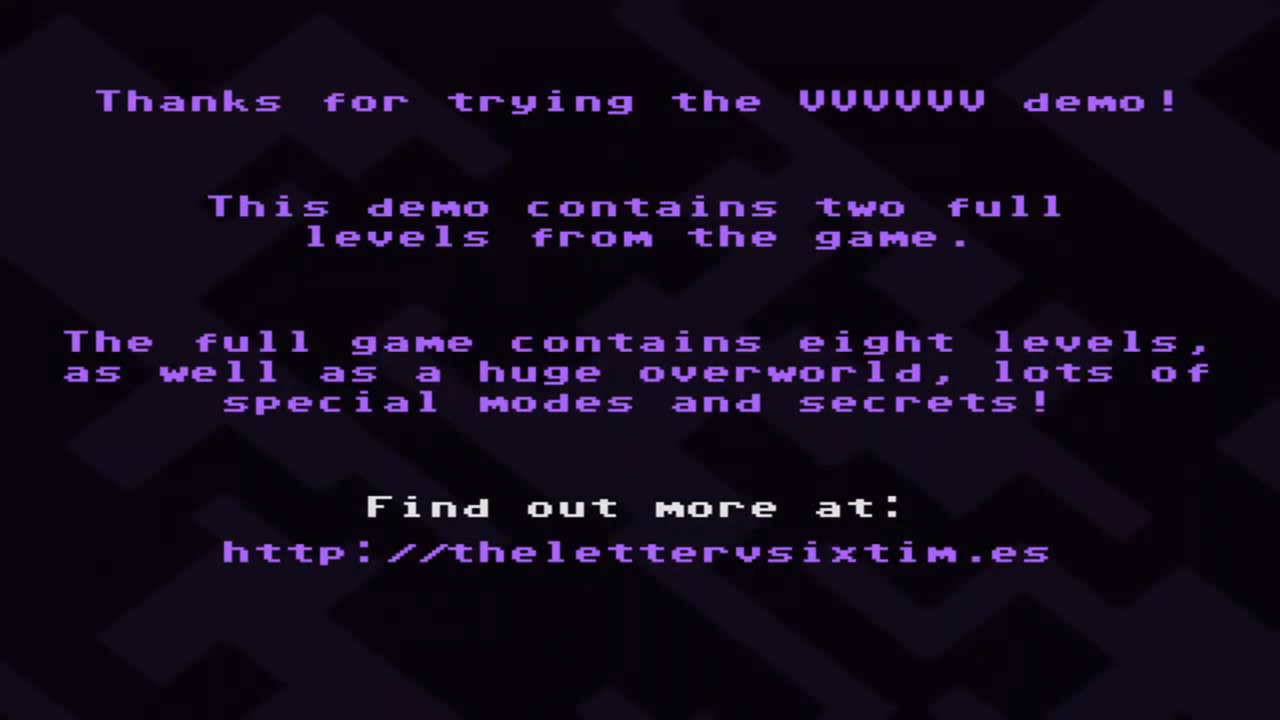 Thanks for trying the VVVVVV demo!
This demo contains two full
levels from the game.
The full game contains eight levels,
as well as a huge overworld, lots of
special modes and secrets!
Find out more at:
http://thelettervsixtim.es